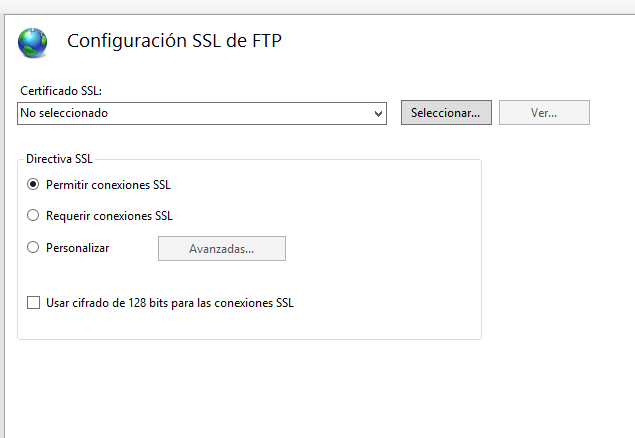 Configuración SSL de FTP
Certificado SSL:
No seleccionado
Seleccionar...
Ver...
Directiva SSL
Permitir conexiones SSL
Requerir conexiones SSL
Personalizar
Avanzadas...
Usar cifrado de 128 bits para las conexiones SSL